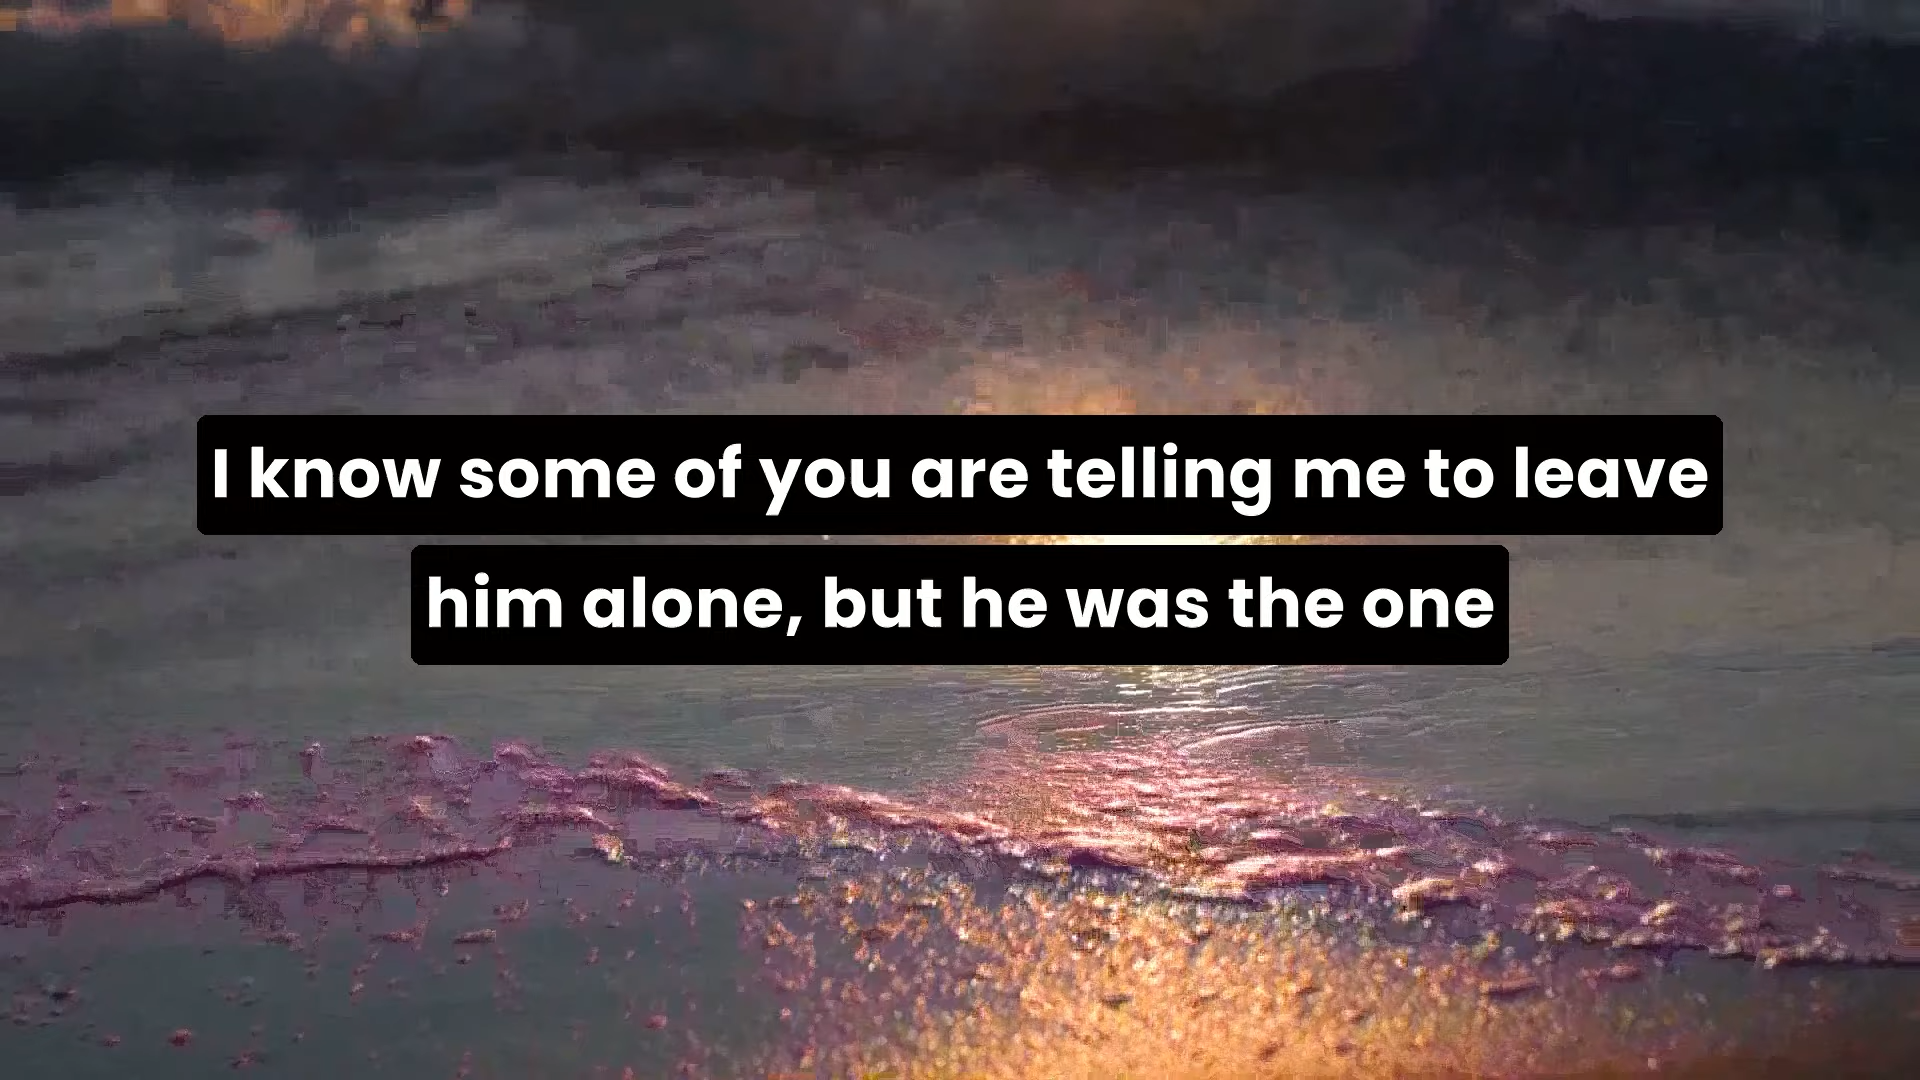 I know some of you are telling me to leave
him alone, but he was the one